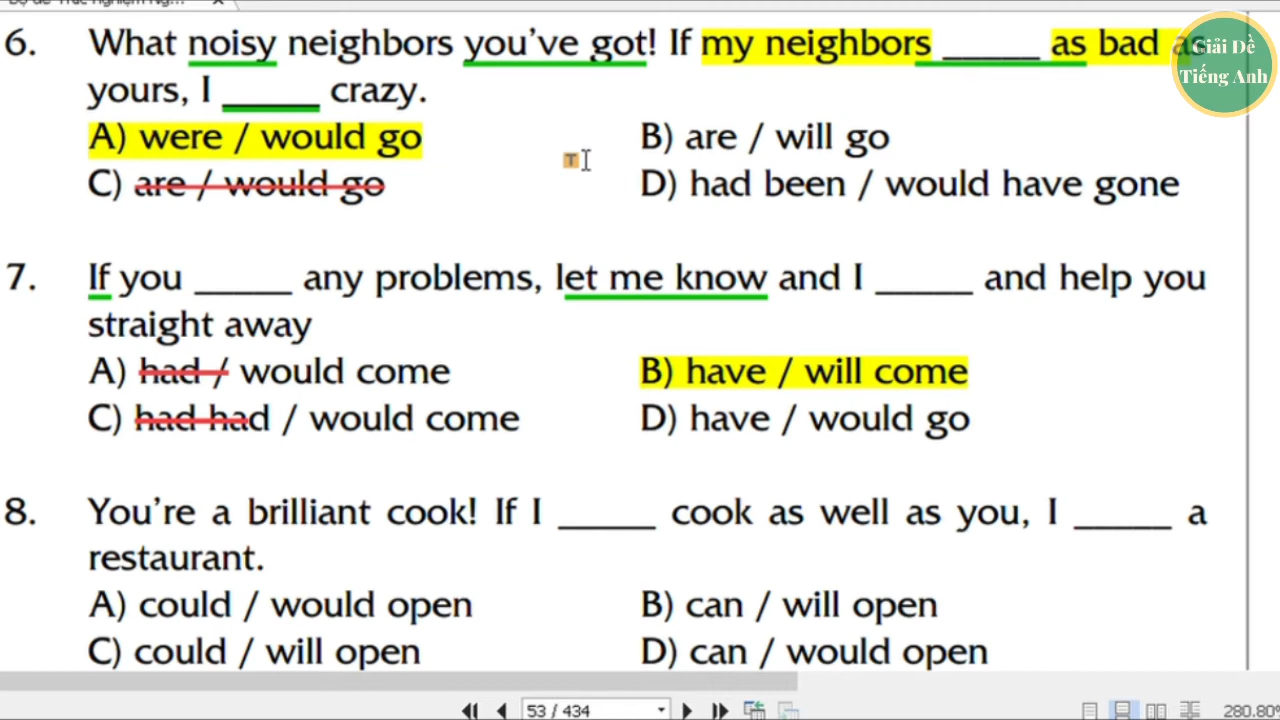 6. What noisy neighbors you've got! If my neighbors _____ as bad as
yours, I _____ crazy.
A) were / would go
B) are / will go
C) are / would go
D) had been / would have gone
7. If you _____ any problems, let me know and I _____ and help you
straight away
A) had / would come
B) have / will come
C) had had / would come
D) have / would go
8. You're a brilliant cook! If I _____ cook as well as you, I _____ a
restaurant.
A) could / would open
B) can / will open
C) could / will open
D) can / would open
Giải Đề
Tiếng Anh
T
53 / 434
280.80%